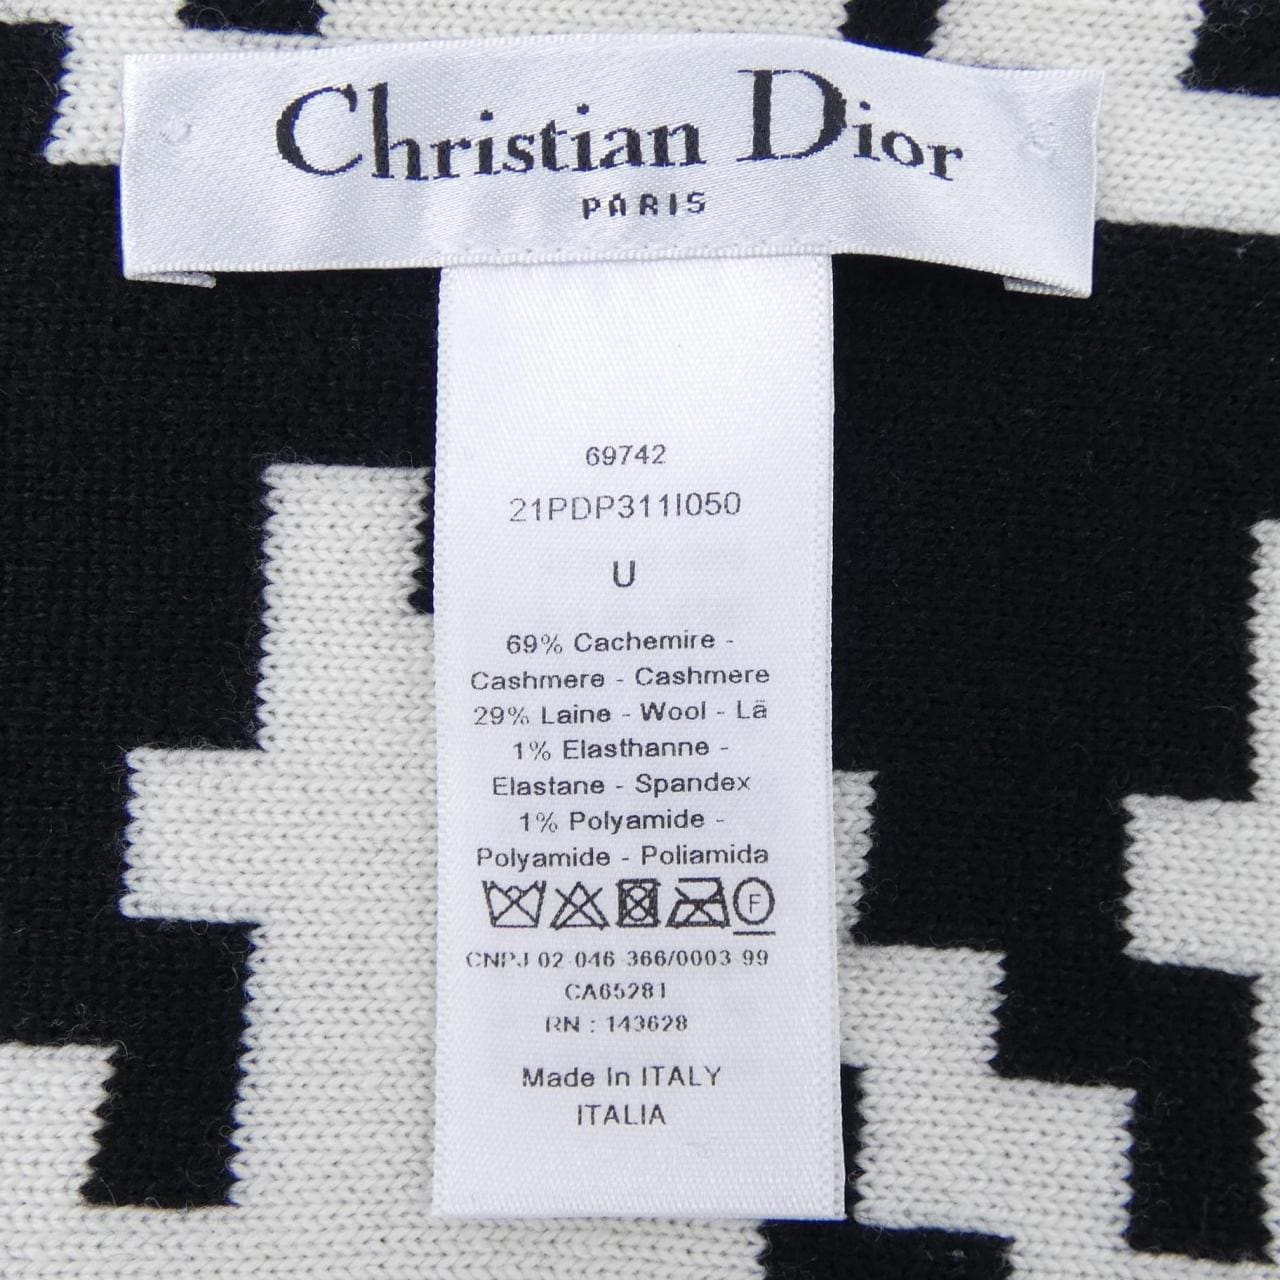 Christian Dior
PARIS
69742
21PDP311I050
U
69% Cachemire -
Cashmere - Cashmere
29% Laine - Wool - Lã
1% Elasthanne -
Elastane - Spandex
1% Polyamide -
Polyamide - Poliamida
F
CNPJ 02 046 366/0003 99
CA65281
RN : 143628
Made In ITALY
ITALIA